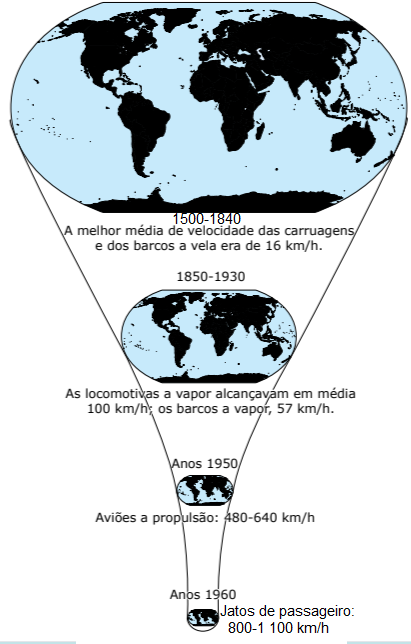 1500-1840
A melhor média de velocidade das carruagens
e dos barcos a vela era de 16 km/h.
1850-1930
As locomotivas a vapor alcançavam em média
100 km/h; os barcos a vapor, 57 km/h.
Anos 1950
Aviões a propulsão: 480-640 km/h
Anos 1960
Jatos de passageiro:
800-1 100 km/h